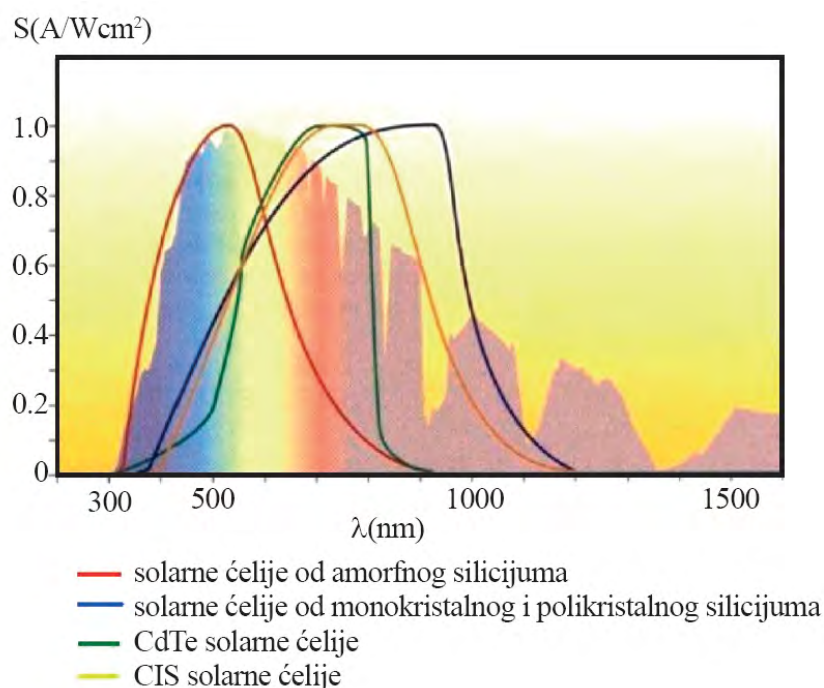 S(A/Wcm²)
1.0
0.8
0.6
0.4
0.2
0
300 500 1000 1500
λ(nm)
solarne ćelije od amorfnog silicijuma
solarne ćelije od monokristalnog i polikristalnog silicijuma
CdTe solarne ćelije
CIS solarne ćelije